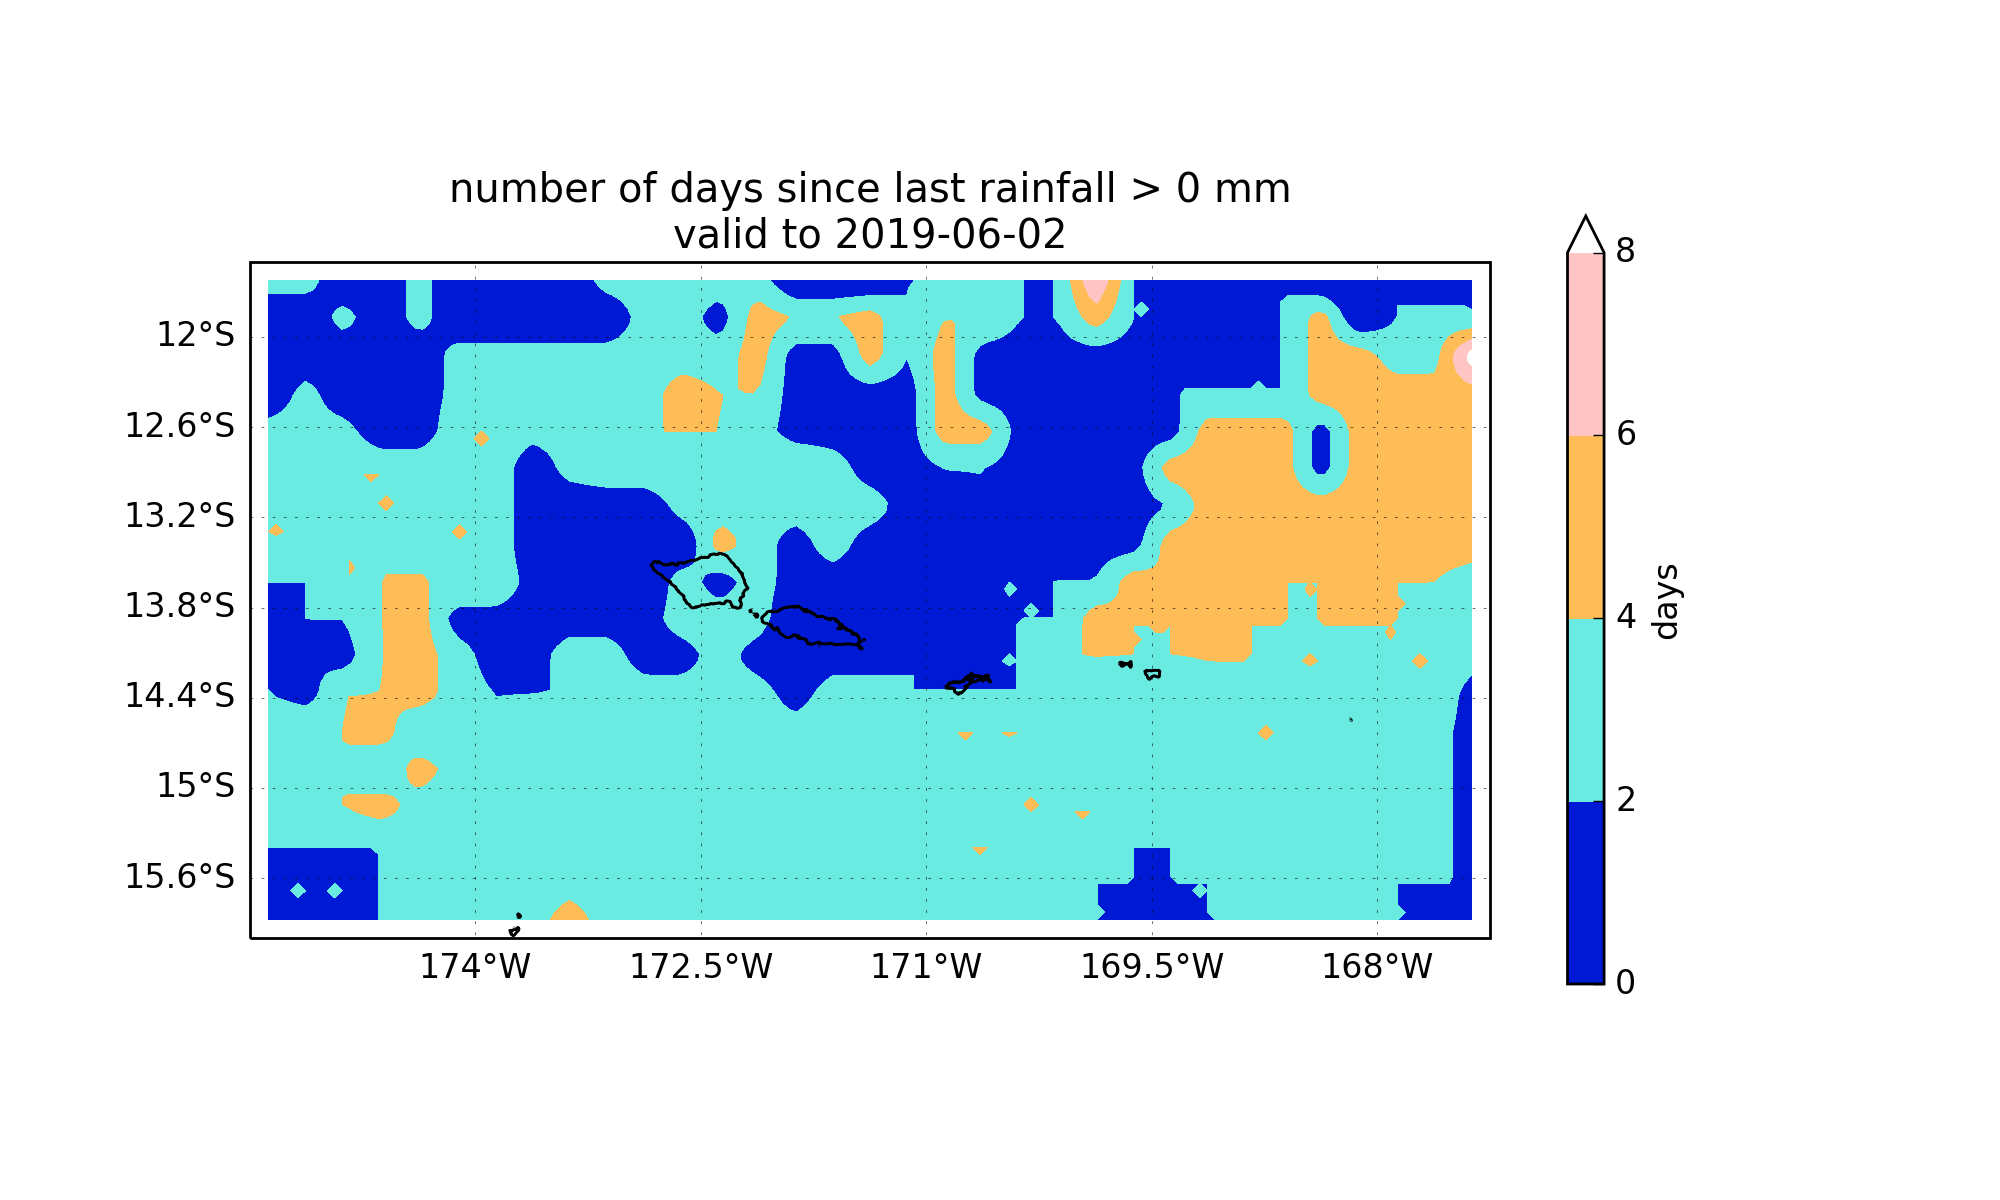 number of days since last rainfall > 0 mm
valid to 2019-06-02
12°S
12.6°S
13.2°S
13.8°S
14.4°S
15°S
15.6°S
174°W 172.5°W 171°W 169.5°W 168°W
8
6
4
2
0
days